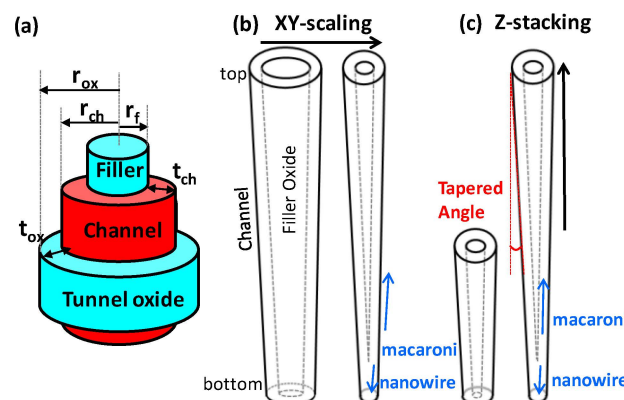 (a)
r_ox
r_ch
r_f
Filler
t_ch
Channel
t_ox
Tunnel oxide
(b)
XY-scaling
top
Channel
Filler Oxide
macaroni
bottom
nanowire
(c)
Z-stacking
Tapered
Angle
macaron
nanowire